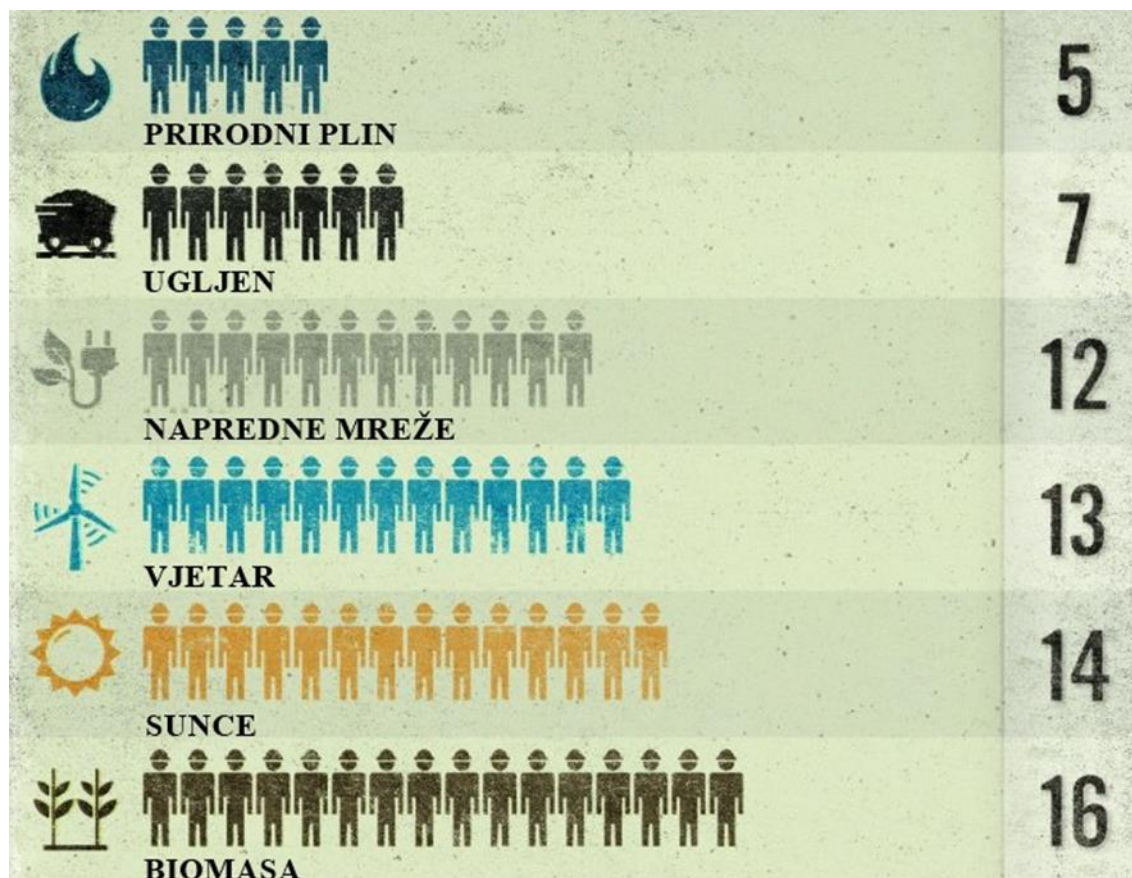 5
PRIRODNI PLIN
7
UGLJEN
12
NAPREDNE MREŽE
13
VJETAR
14
SUNCE
16
BIOMASA